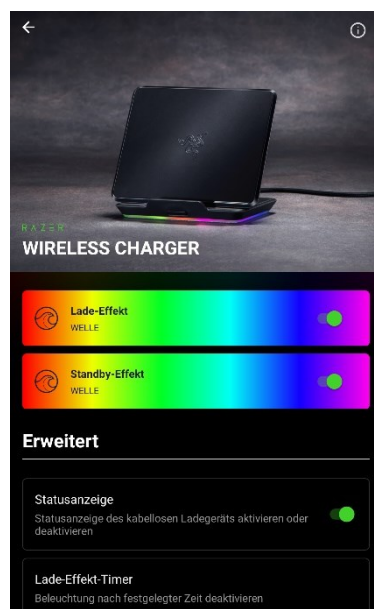 RAZER
WIRELESS CHARGER
Lade-Effekt
WELLE
Standby-Effekt
WELLE
Erweitert
Statusanzeige
Statusanzeige des kabellosen Ladegeräts aktivieren oder
deaktivieren
Lade-Effekt-Timer
Beleuchtung nach festgelegter Zeit deaktivieren